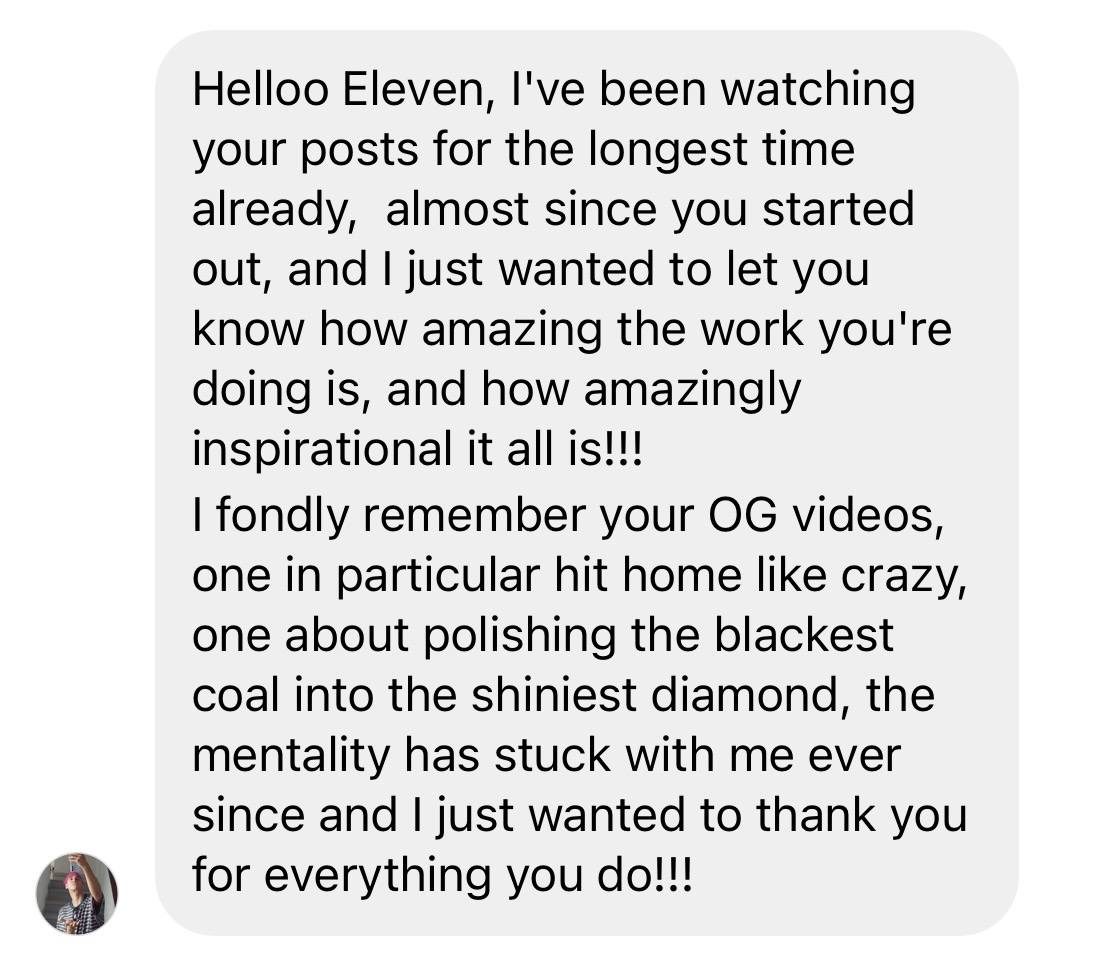 Helloo Eleven, I've been watching
your posts for the longest time
already,  almost since you started
out, and I just wanted to let you
know how amazing the work you're
doing is, and how amazingly
inspirational it all is!!!
I fondly remember your OG videos,
one in particular hit home like crazy,
one about polishing the blackest
coal into the shiniest diamond, the
mentality has stuck with me ever
since and I just wanted to thank you
for everything you do!!!